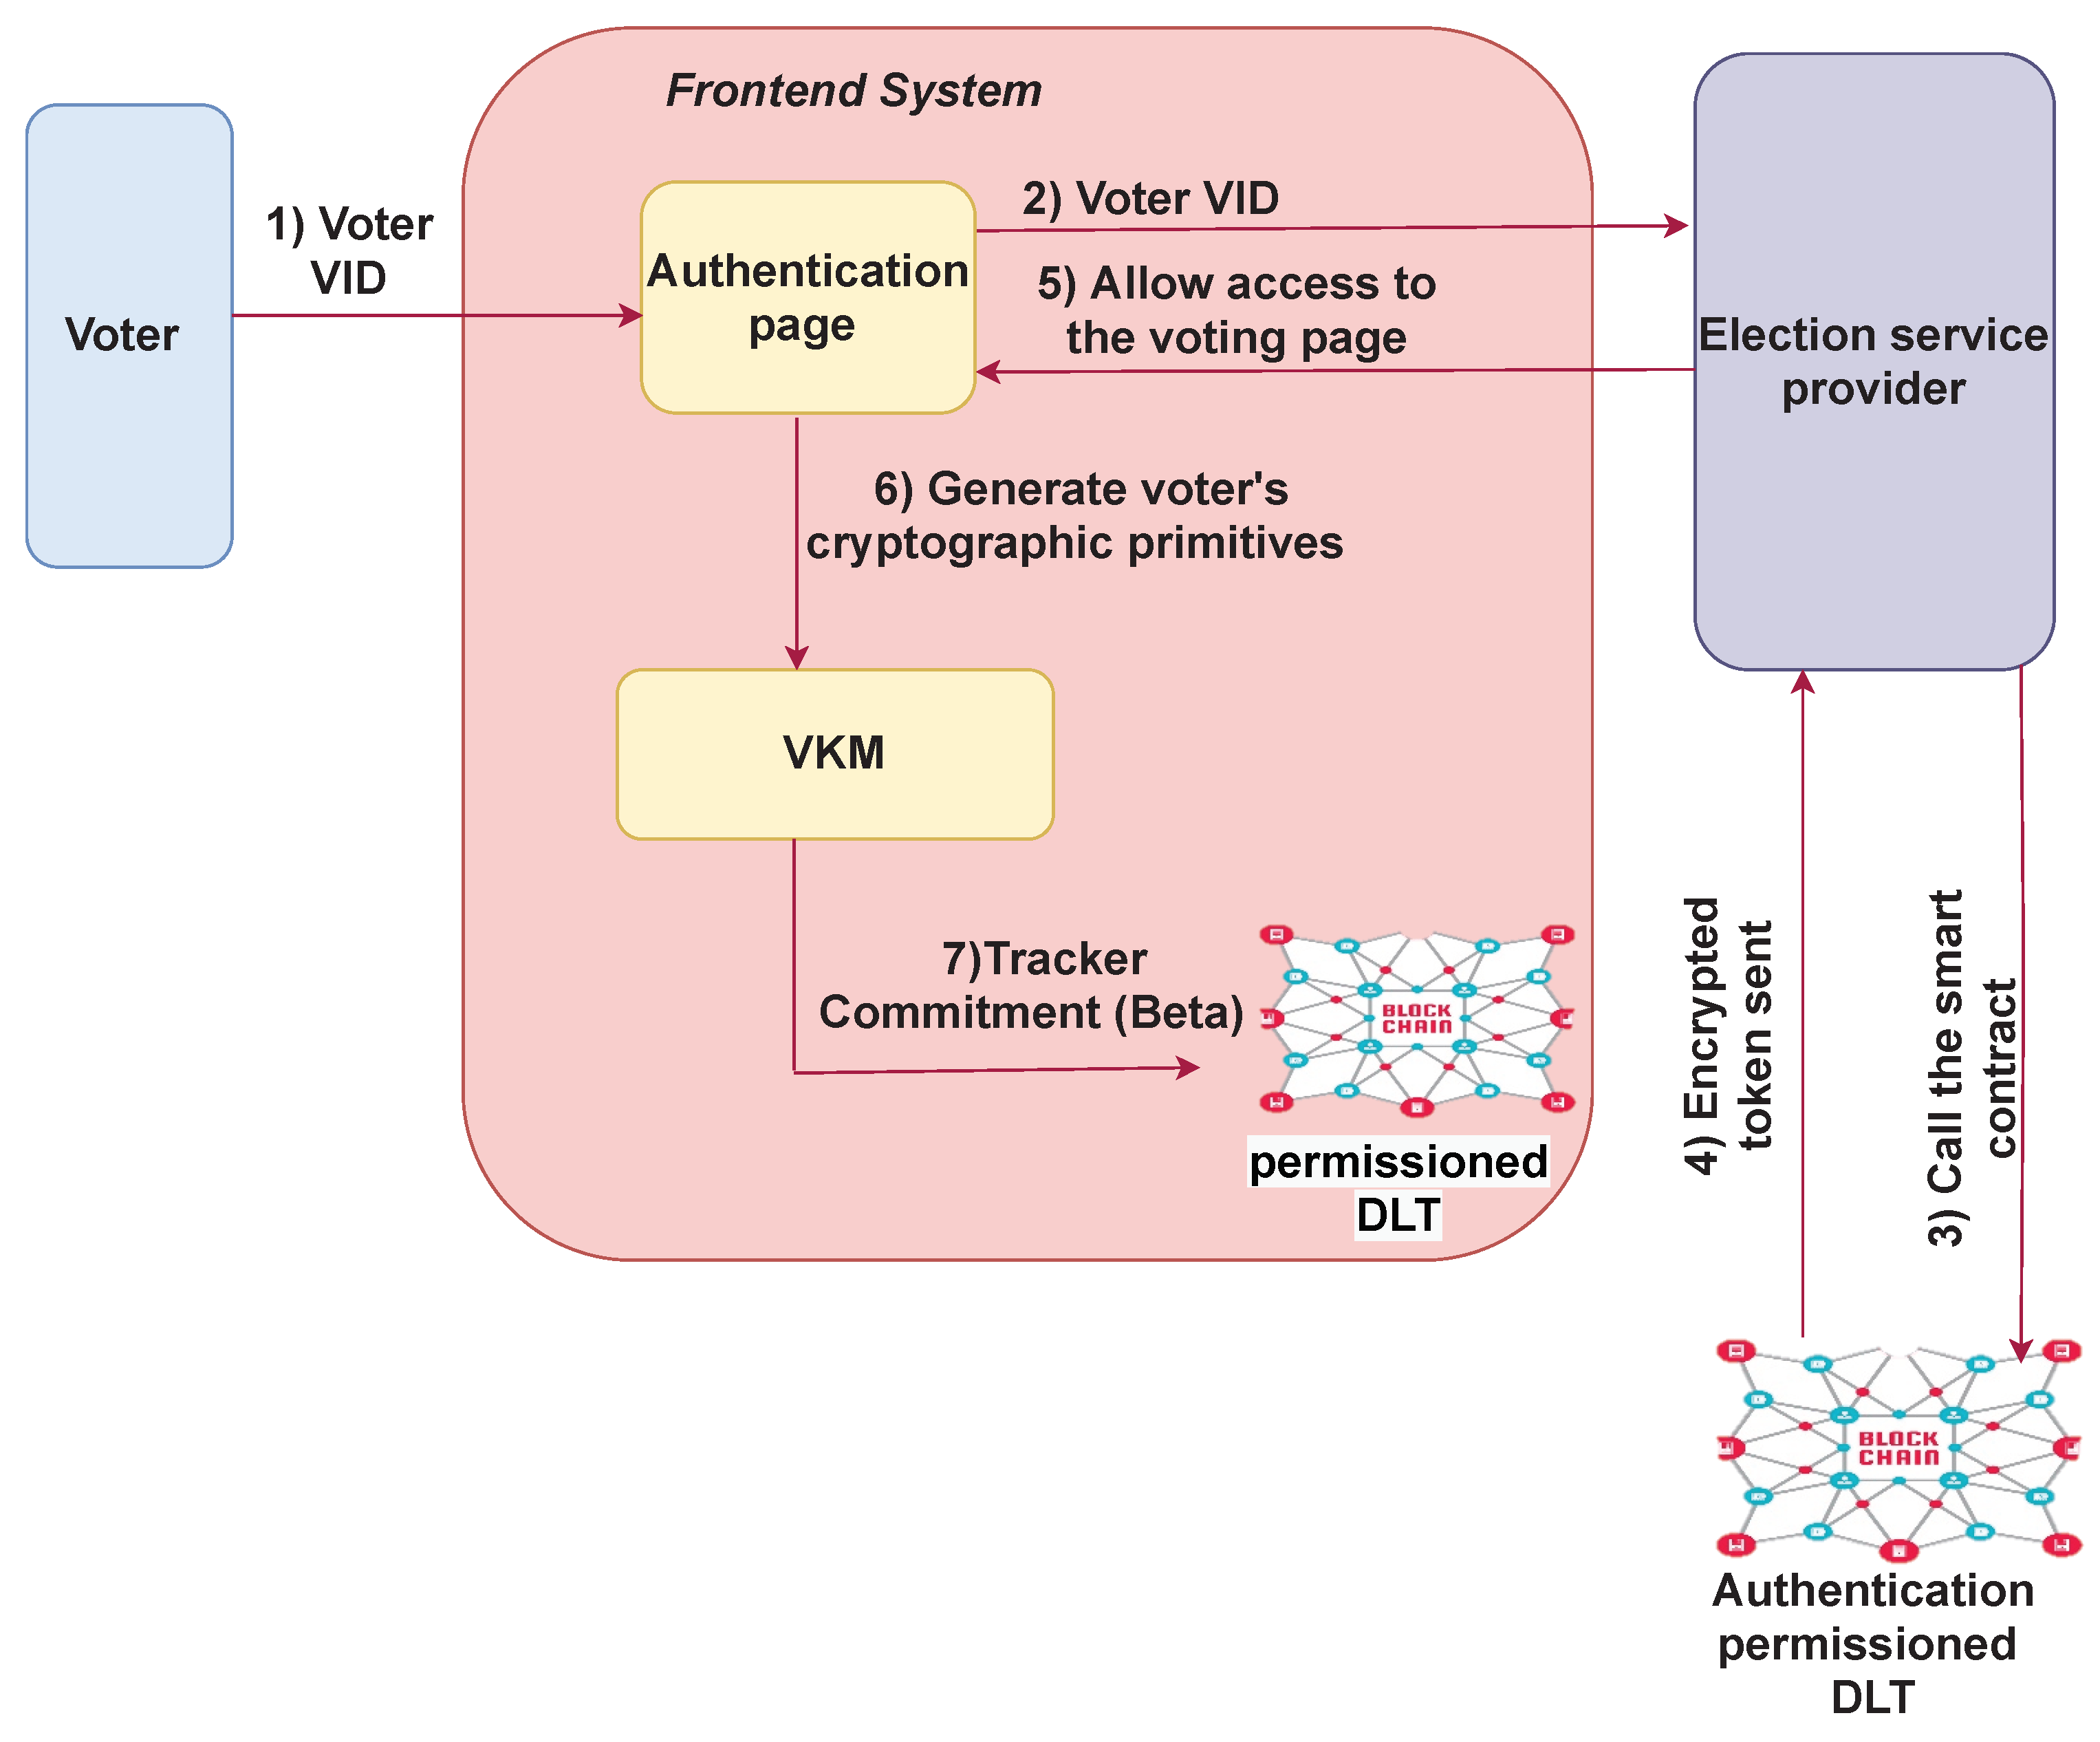 Frontend System
1) Voter
VID
Voter
Authentication
page
2) Voter VID
5) Allow access to
the voting page
Election service
provider
6) Generate voter's
cryptographic primitives
VKM
7)Tracker
Commitment (Beta)
BLOCK
CHAIN
permissioned
DLT
4) Encrypted
token sent
3) Call the smart
contract
BLOCK
CHAIN
Authentication
permissioned
DLT